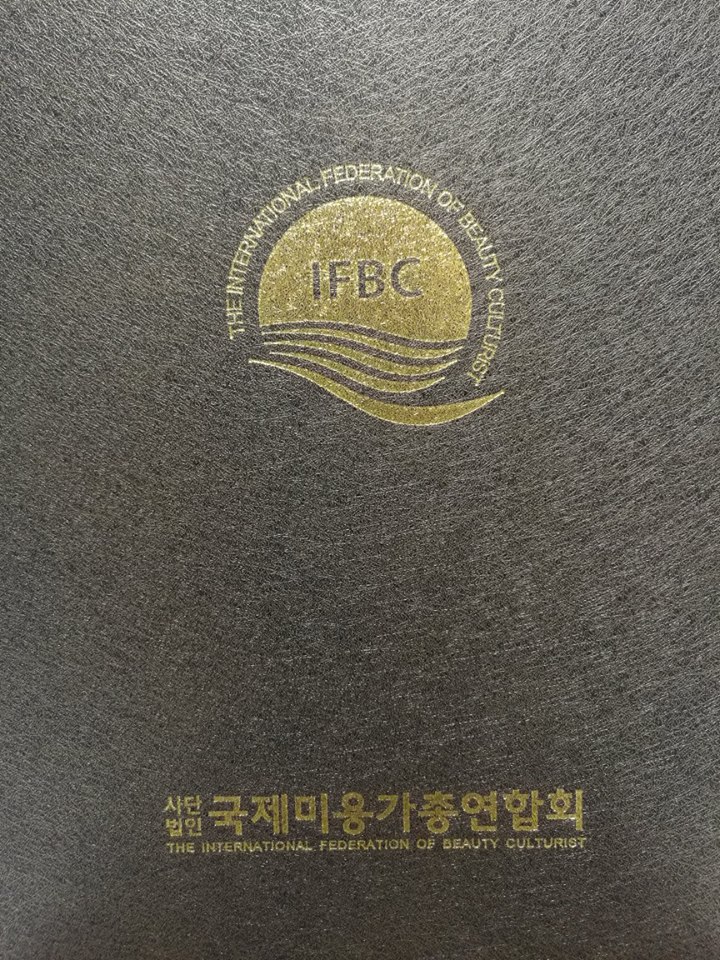 THE INTERNATIONAL FEDERATION OF BEAUTY CULTURIST
IFBC
사단
법인
국제미용가총연합회
THE INTERNATIONAL FEDERATION OF BEAUTY CULTURIST